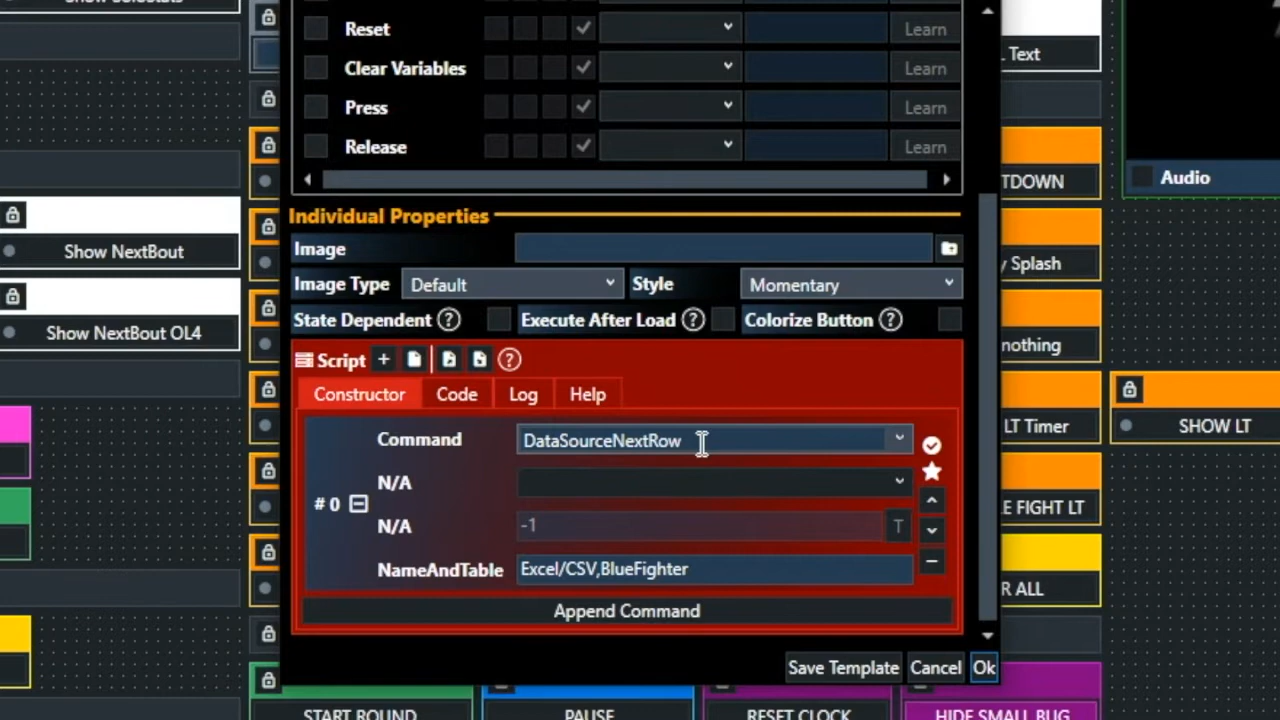 Reset
Learn
Clear Variables
Learn
Press
Learn
Release
Learn
Text
TDOWN
Audio
Individual Properties
Image
Show NextBout
Splash
Image Type Default Style Momentary
State Dependent ? Execute After Load ? Colorize Button ?
Show NextBout OL4
nothing
Script + ?
Constructor Code Log Help
LT Timer
SHOW LT
Command DataSourceNextRow
N/A
# 0
E FIGHT LT
N/A -1 T
NameAndTable Excel/CSV,BlueFighter
R ALL
Append Command
Save Template Cancel Ok
START ROUND
PAUSE
RESET CLOCK
HIDE SMALL BUG